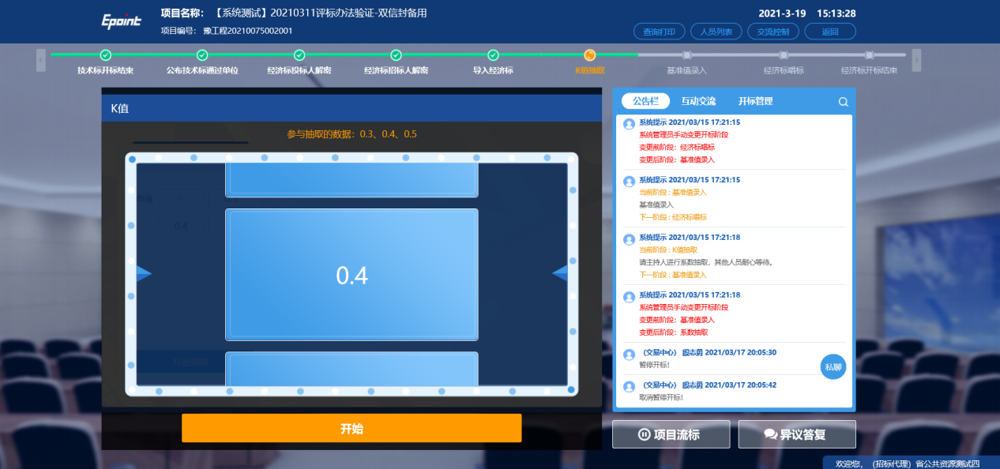 Epoint
项目名称： 【系统测试】20210311评标办法验证-双信封备用
项目编号： 豫工程20210075002001
2021-3-19 15:13:28
查询打印 人员列表 交流控制 返回
技术标开标结束 公布技术标通过单位 经济标投标人解密 经济标招标人解密 导入经济标 K值抽取 基准值录入 经济标唱标 经济标开标结束
K值
参与抽取的数据：0.3、0.4、0.5
0.4
开始
公告栏 互动交流 开标管理
系统提示 2021/03/15 17:21:15
系统管理员手动变更开标阶段
变更前阶段：经济标唱标
变更后阶段：基准值录入
系统提示 2021/03/15 17:21:15
当前阶段 : 基准值录入
基准值录入
下一阶段 : 经济标唱标
系统提示 2021/03/15 17:21:18
当前阶段 : K值抽取
请主持人进行系数抽取，其他人员耐心等待。
下一阶段 : 基准值录入
系统提示 2021/03/15 17:21:18
系统管理员手动变更开标阶段
变更前阶段：基准值录入
变更后阶段：系数抽取
（交易中心） 殷志勇 2021/03/17 20:05:30
暂停开标!
（交易中心） 殷志勇 2021/03/17 20:05:42
取消暂停开标!
私聊
项目流标 异议答复
欢迎您， （招标代理）省公共资源测试四